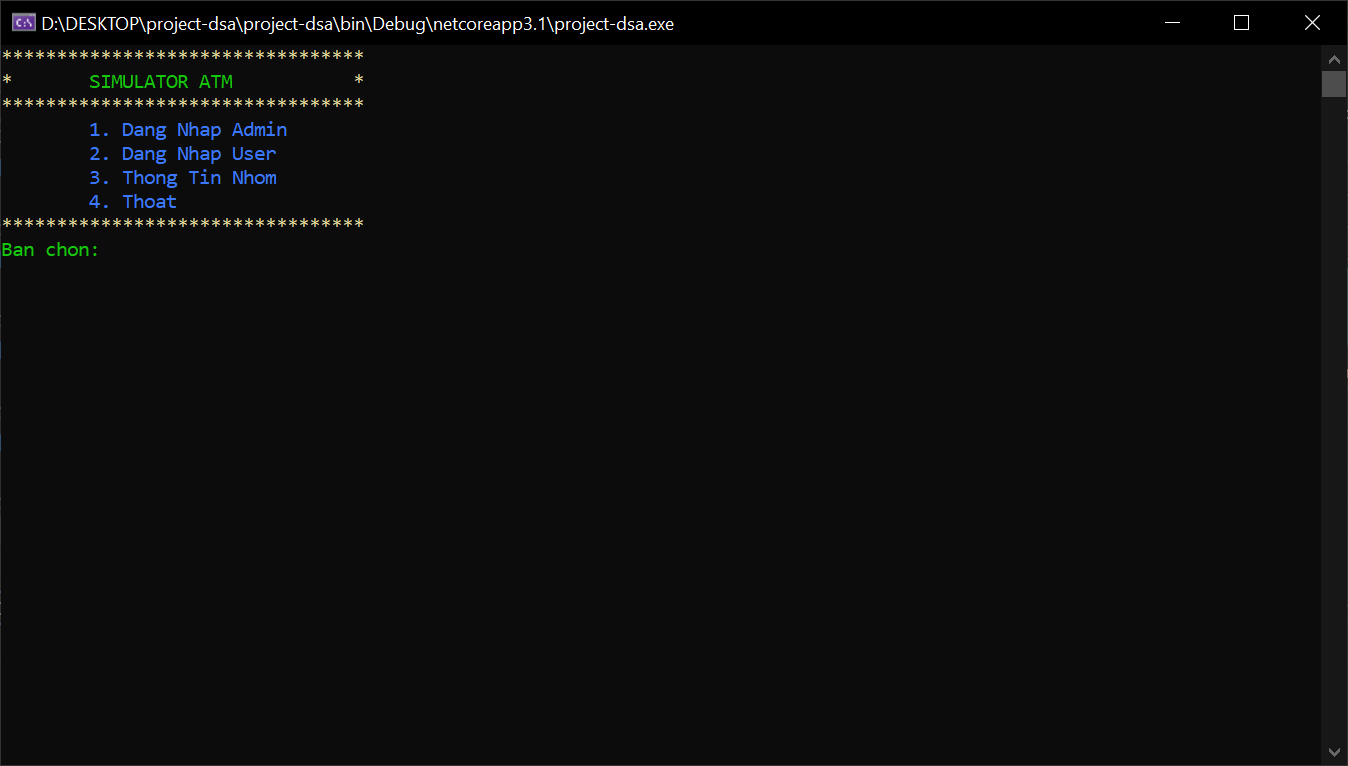 D:\DESKTOP\project-dsa\project-dsa\bin\Debug\netcoreapp3.1\project-dsa.exe
*********************************
*       SIMULATOR ATM           *
*********************************
        1. Dang Nhap Admin
        2. Dang Nhap User
        3. Thong Tin Nhom
        4. Thoat
*********************************
Ban chon: